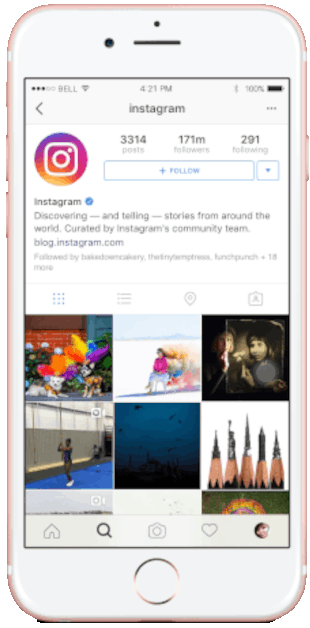 BELL 4:21 PM 100%
instagram
3314 171m 291
posts followers following
+ FOLLOW
Instagram
Discovering — and telling — stories from around the
world. Curated by Instagram's community team.
blog.instagram.com
Followed by bakedowncakery, thetinytemptress, funchpunch + 18
more